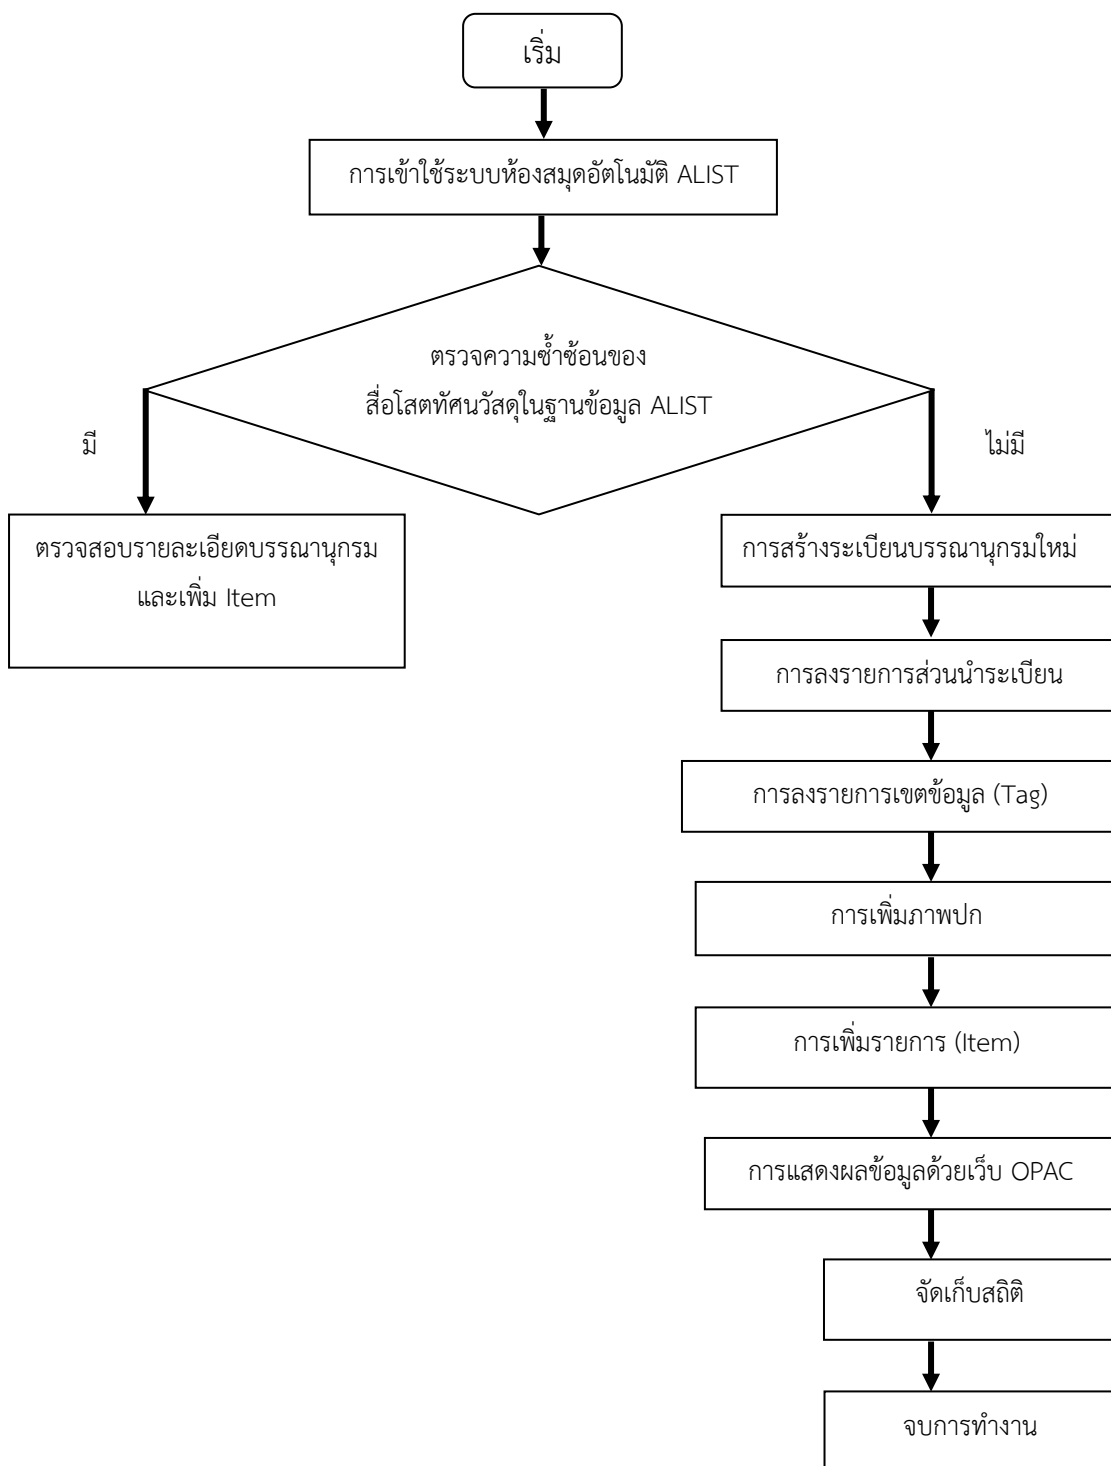 เริ่ม
การเข้าใช้ระบบห้องสมุดอัตโนมัติ ALIST
ตรวจความซ้ำซ้อนของ
สื่อโสตทัศนวัสดุในฐานข้อมูล ALIST
มี
ไม่มี
ตรวจสอบรายละเอียดบรรณานุกรม
และเพิ่ม Item
การสร้างระเบียนบรรณานุกรมใหม่
การลงรายการส่วนนำระเบียน
การลงรายการเขตข้อมูล (Tag)
การเพิ่มภาพปก
การเพิ่มรายการ (Item)
การแสดงผลข้อมูลด้วยเว็บ OPAC
จัดเก็บสถิติ
จบการทำงาน